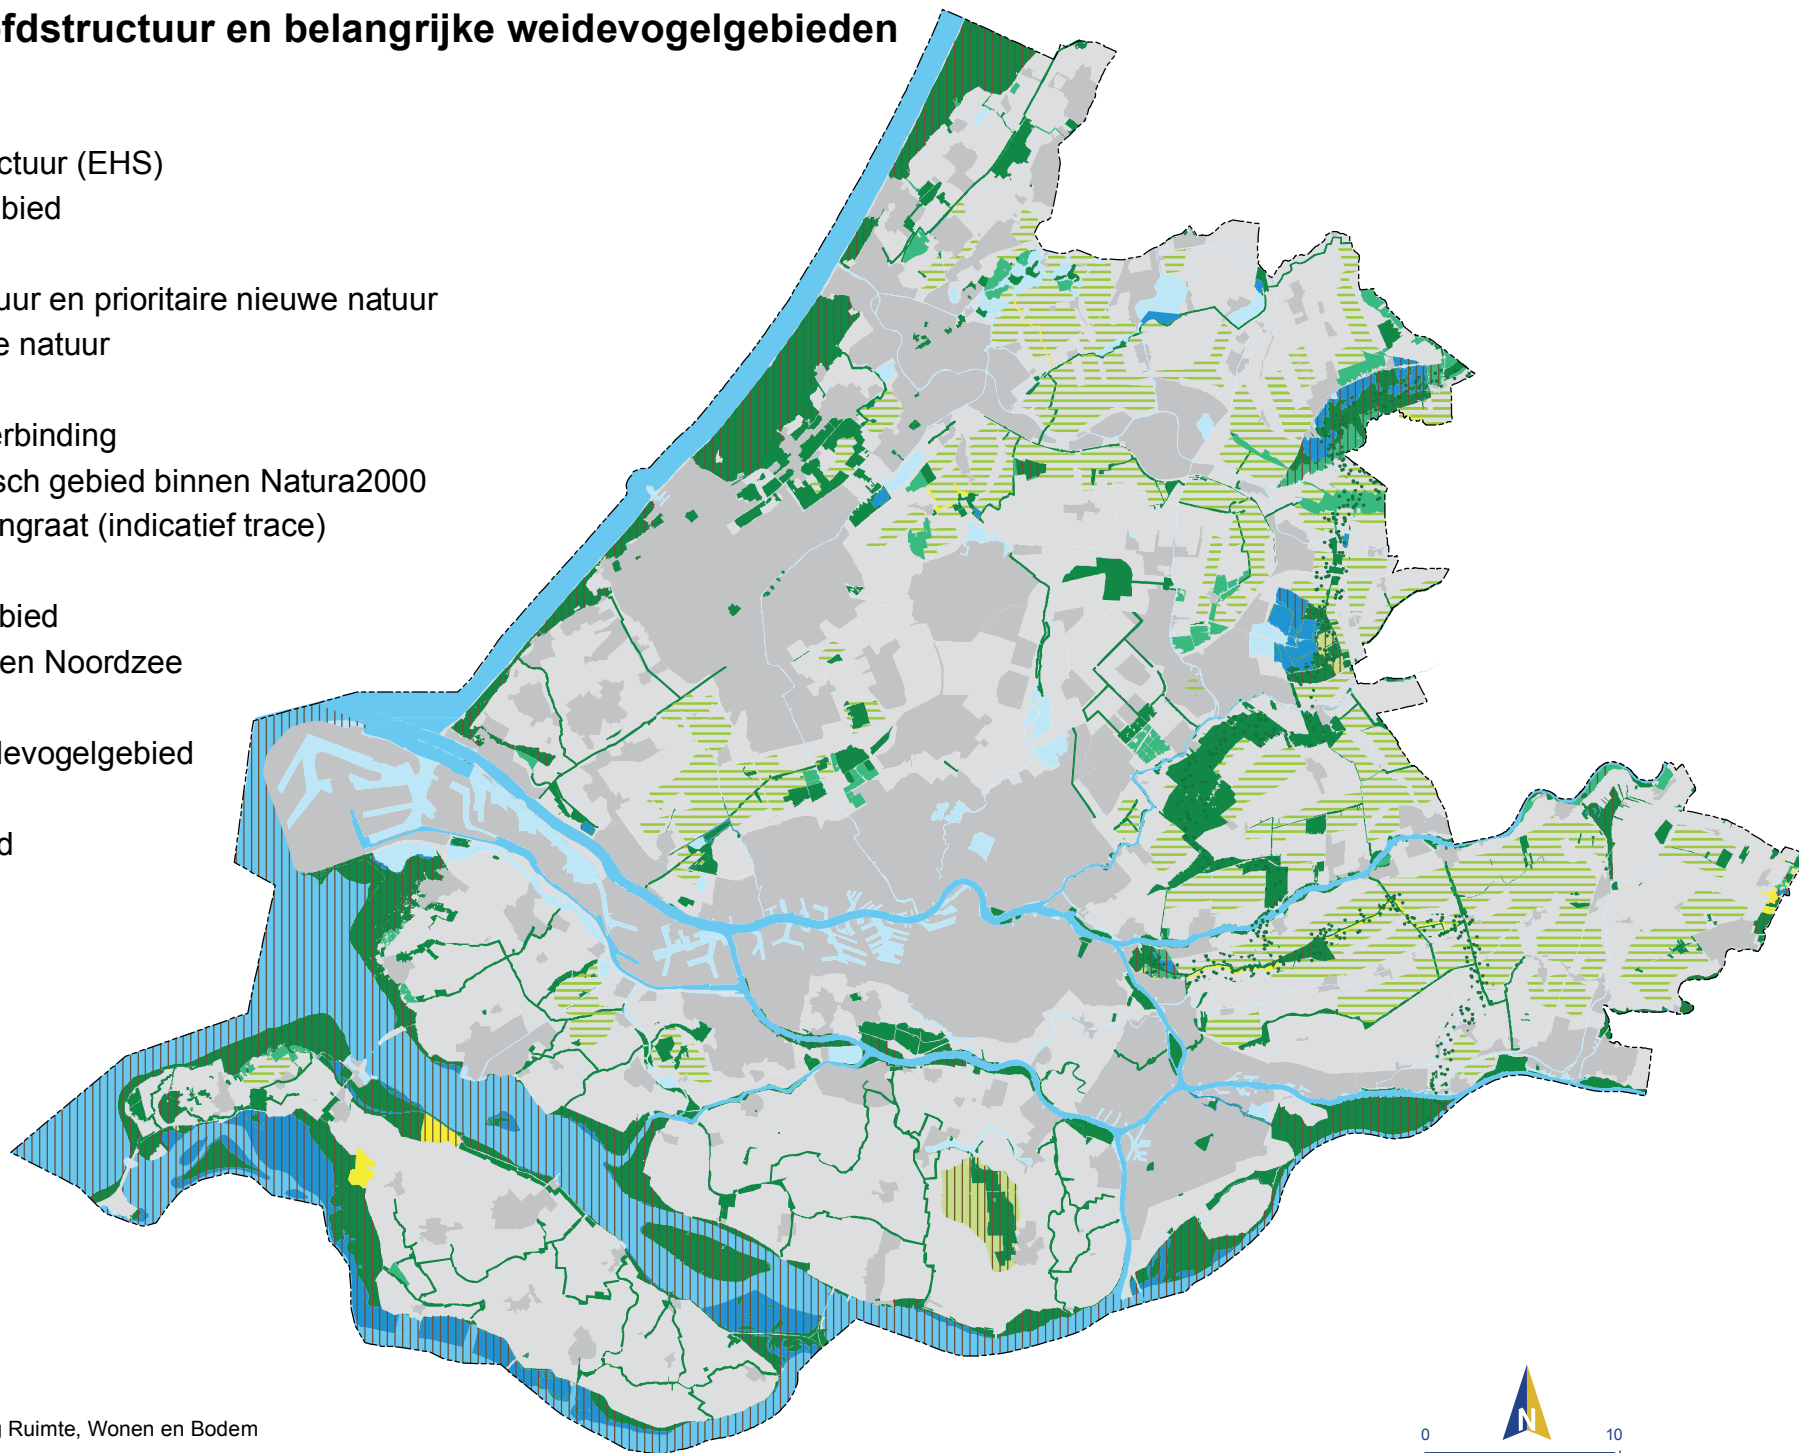 fdstructuur en belangrijke weidevogelgebieden
ctuur (EHS)
bied
uur en prioritaire nieuwe natuur
e natuur
erbinding
sch gebied binnen Natura2000
ngraat (indicatief trace)
bied
en Noordzee
devogelgebied
d
g Ruimte, Wonen en Bodem
N
0 10